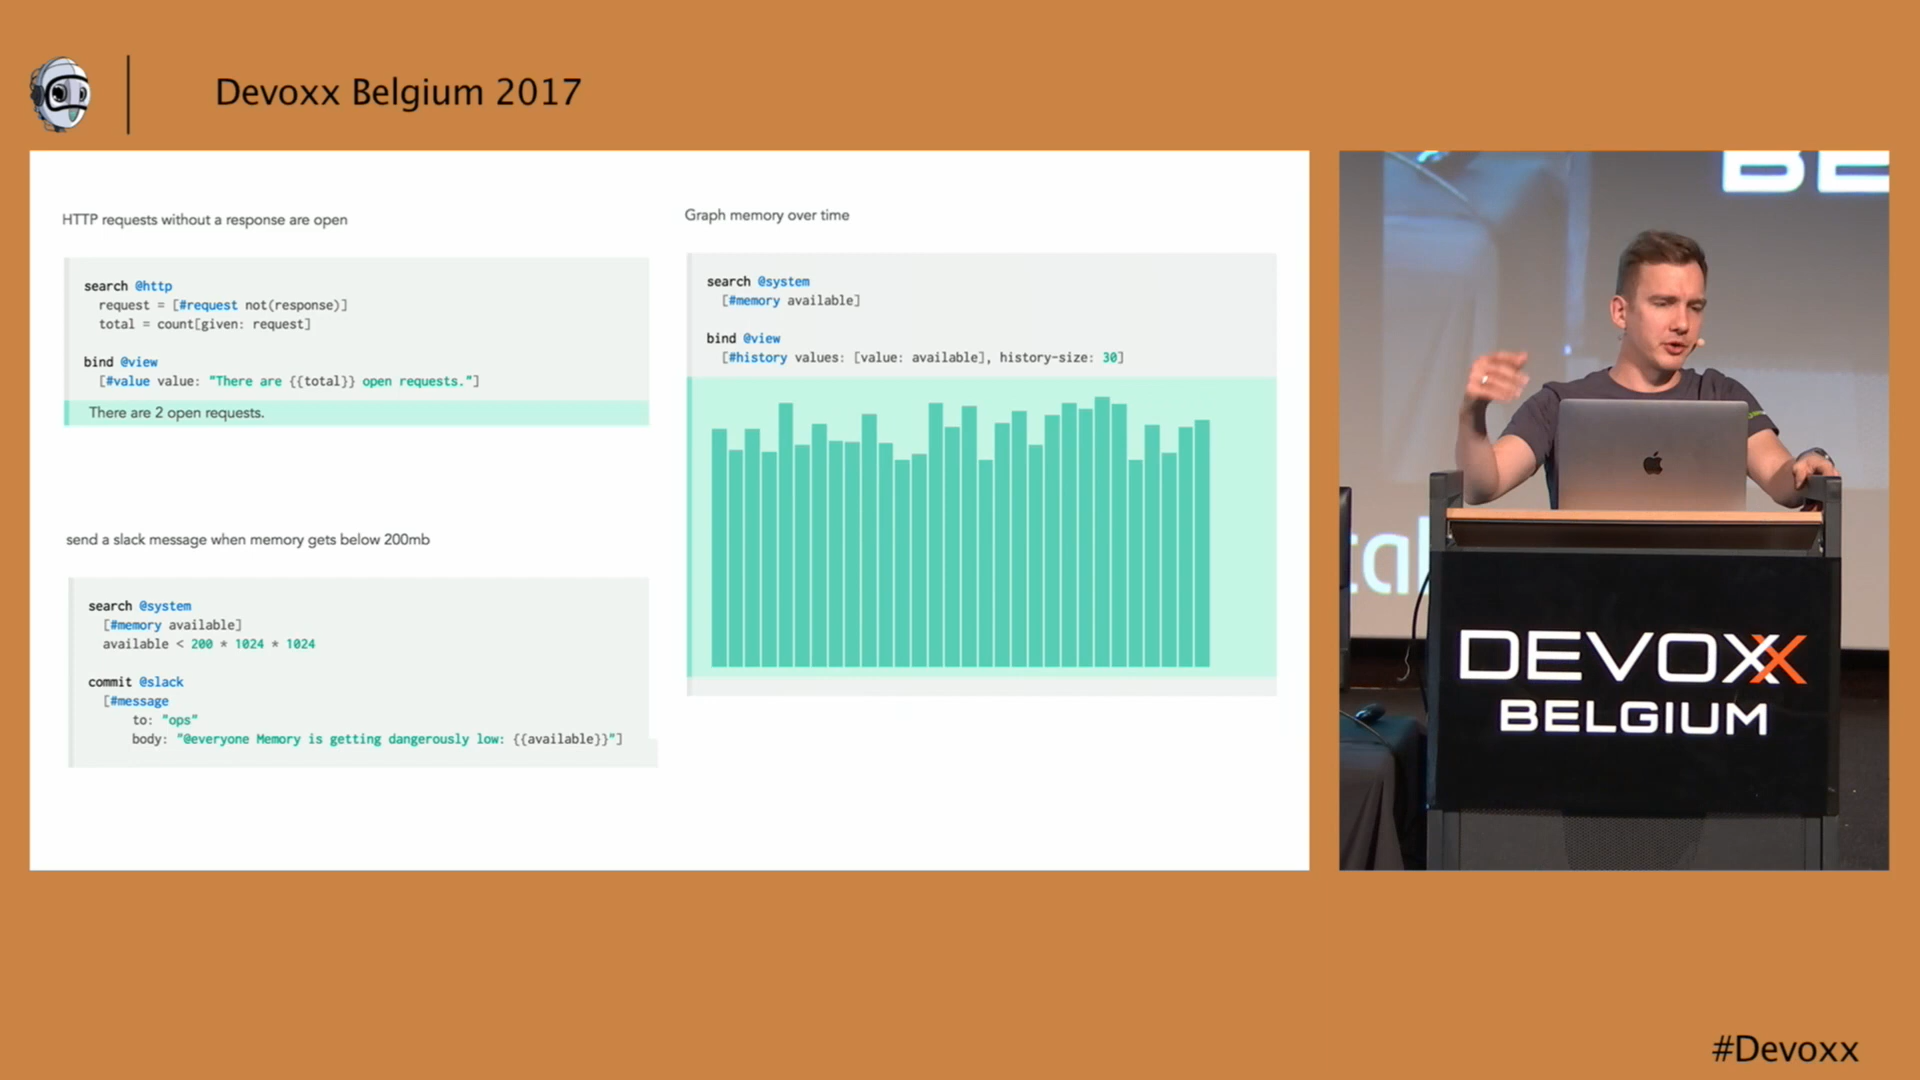 Devoxx Belgium 2017
HTTP requests without a response are open
search @http
request = [#request not(response)]
total = count[given: request]
bind @view
[#value value: "There are {{total}} open requests."]
There are 2 open requests.
send a slack message when memory gets below 200mb
search @system
[#memory available]
available < 200 * 1024 * 1024
commit @slack
[#message
to: "ops"
body: "@everyone Memory is getting dangerously low: {{available}}"]
Graph memory over time
search @system
[#memory available]
bind @view
[#history values: [value: available], history-size: 30]
BE
DEVOXX
BELGIUM
#Devoxx